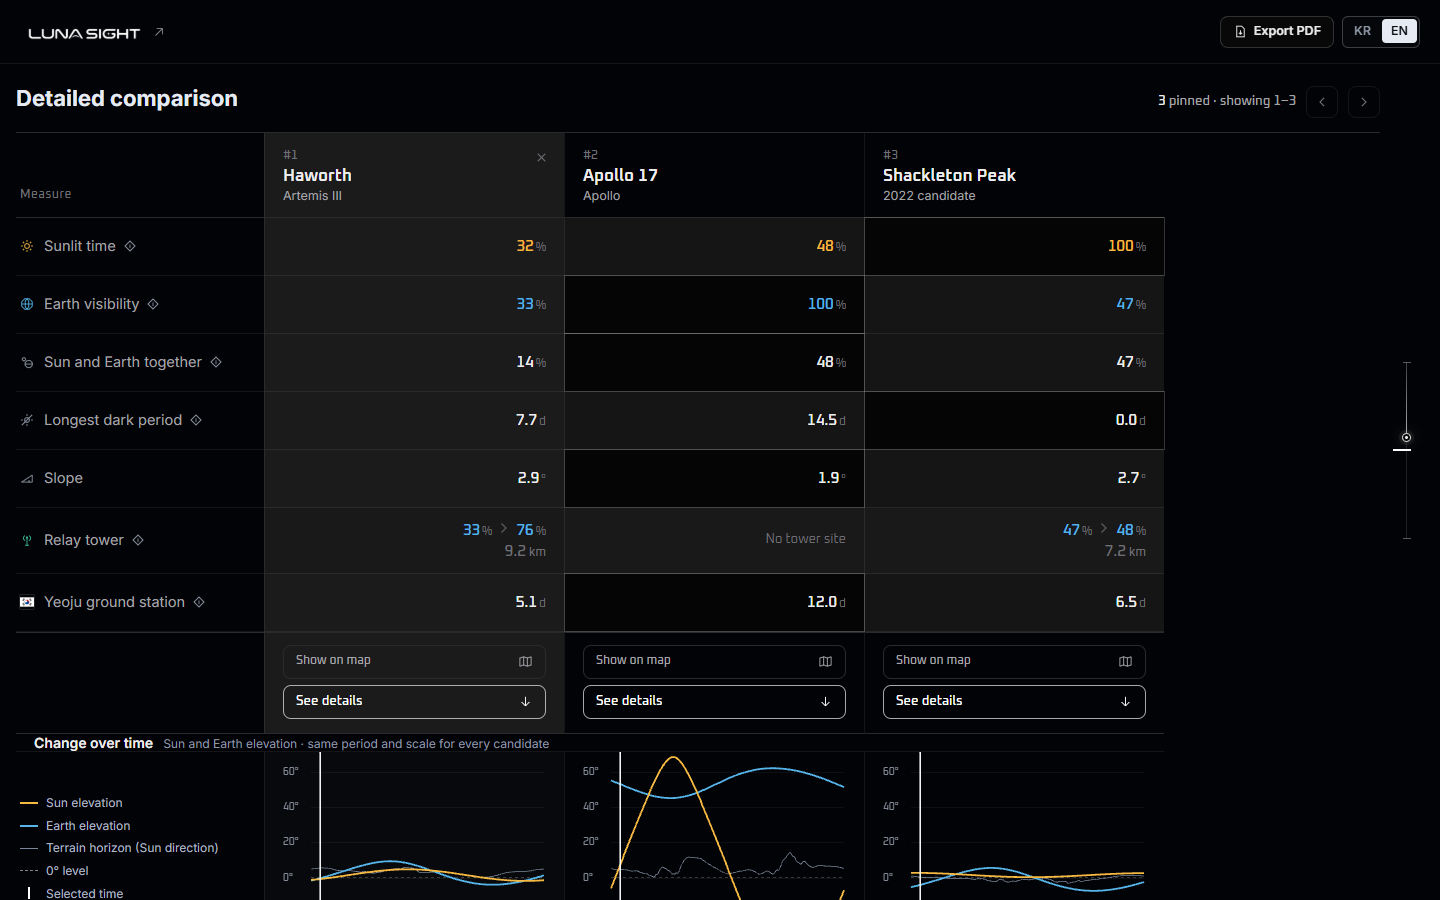 LUNA SIGHT
Export PDF
KR EN
Detailed comparison
3 pinned · showing 1–3
Measure
#1
Haworth
Artemis III
#2
Apollo 17
Apollo
#3
Shackleton Peak
2022 candidate
Sunlit time 32% 48% 100%
Earth visibility 33% 100% 47%
Sun and Earth together 14% 48% 47%
Longest dark period 7.7 d 14.5 d 0.0 d
Slope 2.9° 1.9° 2.7°
Relay tower 33% > 76% 9.2 km No tower site 47% > 48% 7.2 km
Yeoju ground station 5.1 d 12.0 d 6.5 d
Show on map Show on map Show on map
See details See details See details
Change over time Sun and Earth elevation · same period and scale for every candidate
Sun elevation
Earth elevation
Terrain horizon (Sun direction)
0° level
Selected time
60° 60° 60°
40° 40° 40°
20° 20° 20°
0° 0° 0°